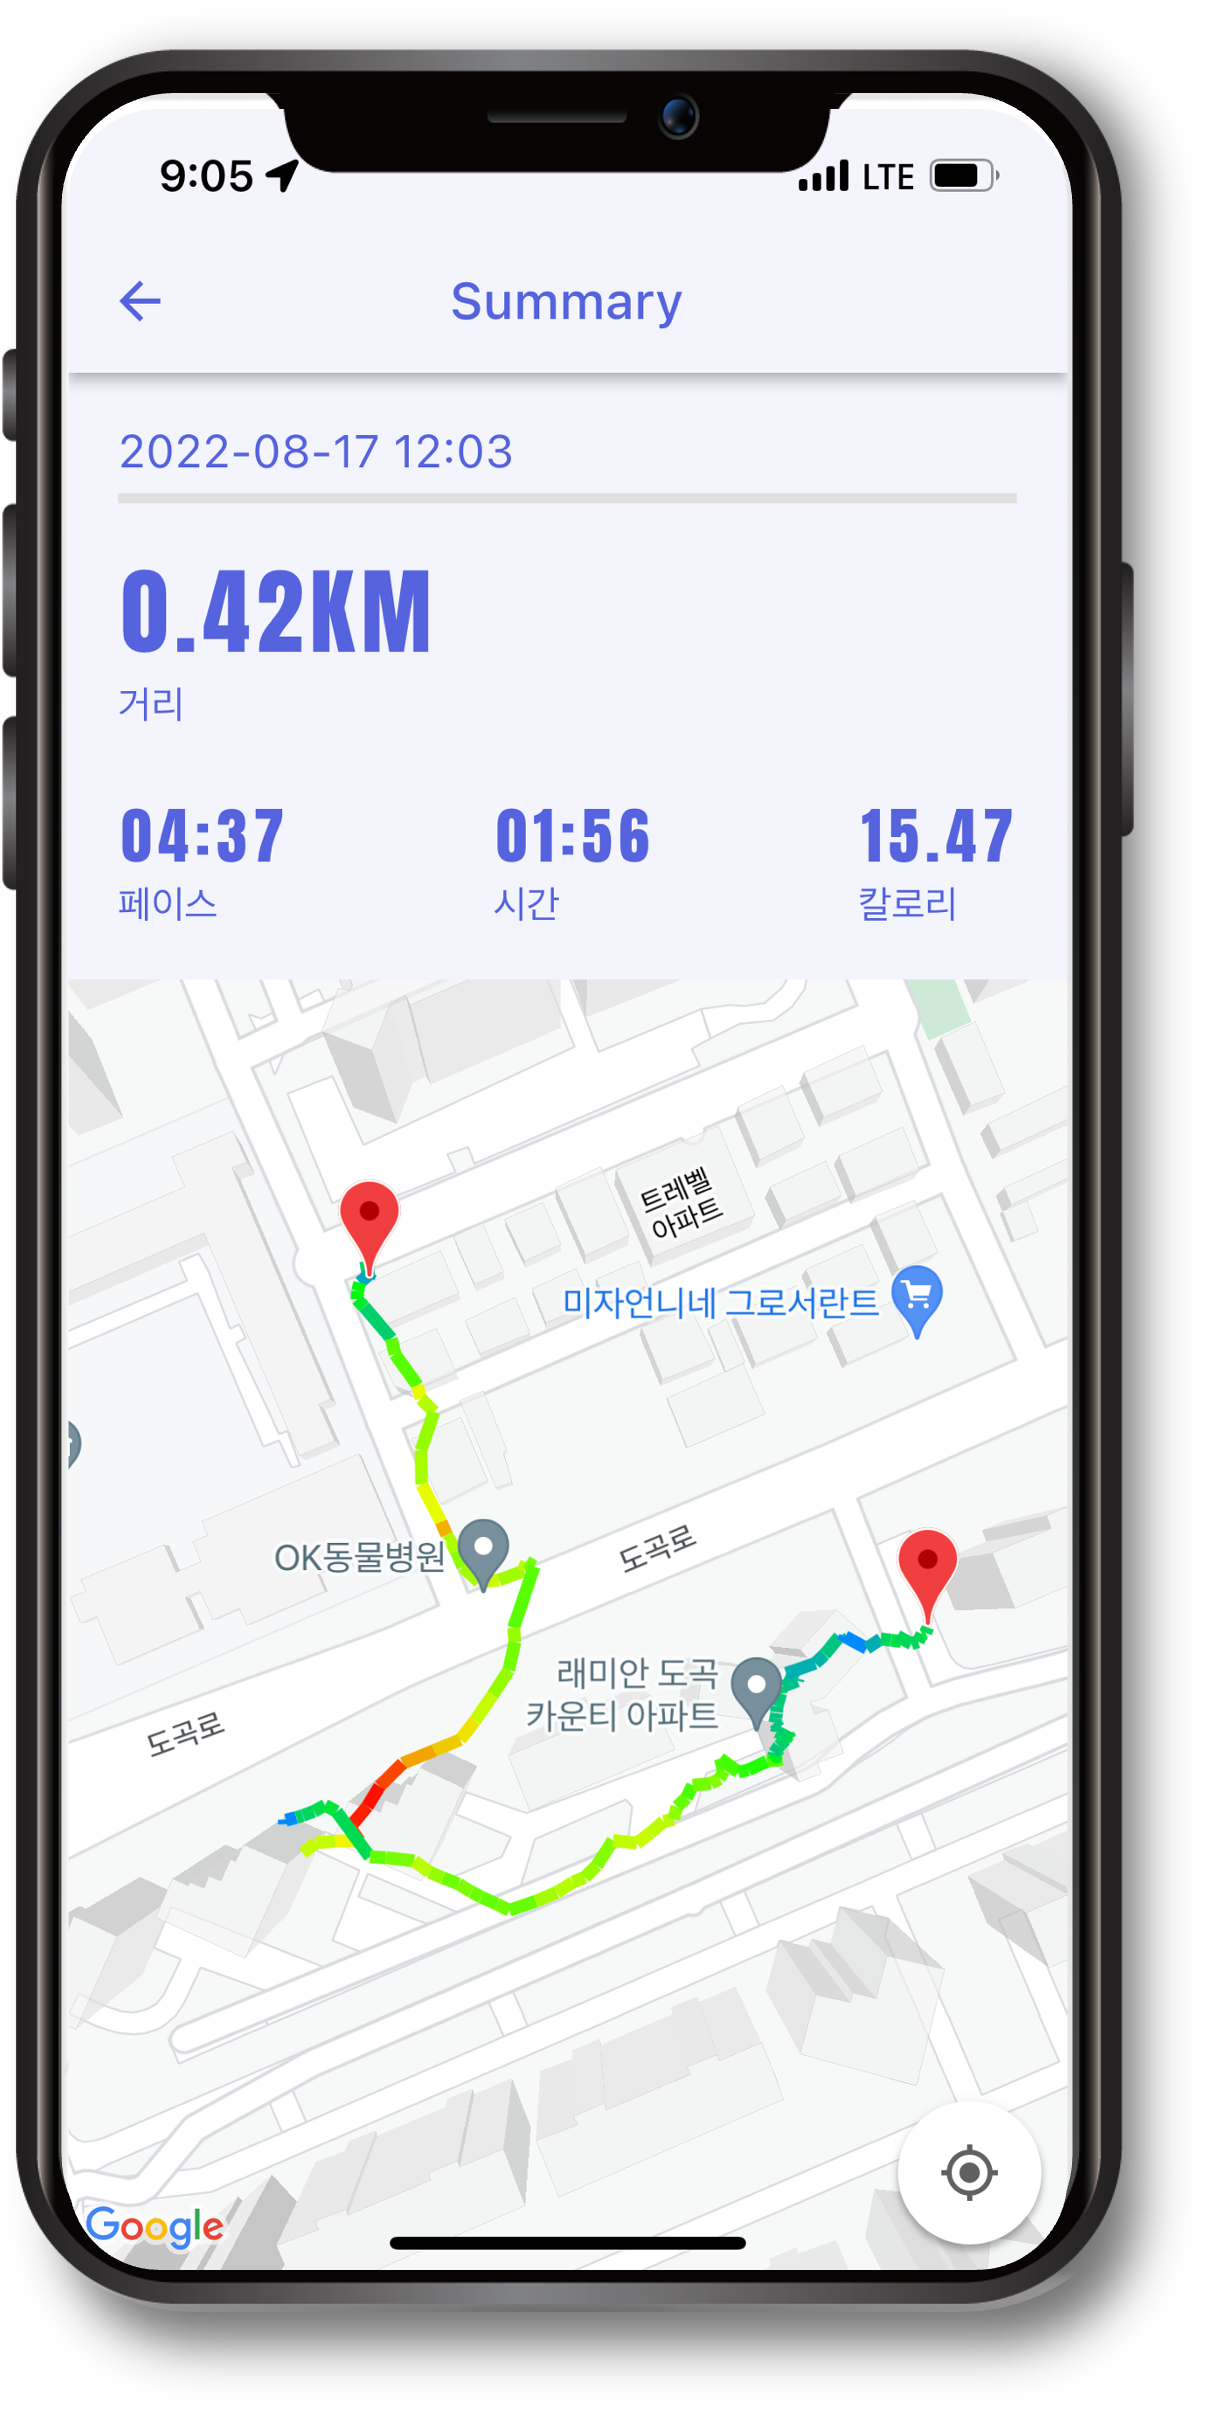 9:05
LTE
Summary
2022-08-17 12:03
0.42KM
거리
04:37 01:56 15.47
페이스 시간 칼로리
트레벨
아파트
미자언니네 그로서란트
OK동물병원
도곡로
래미안 도곡
카운티 아파트
도곡로
Google